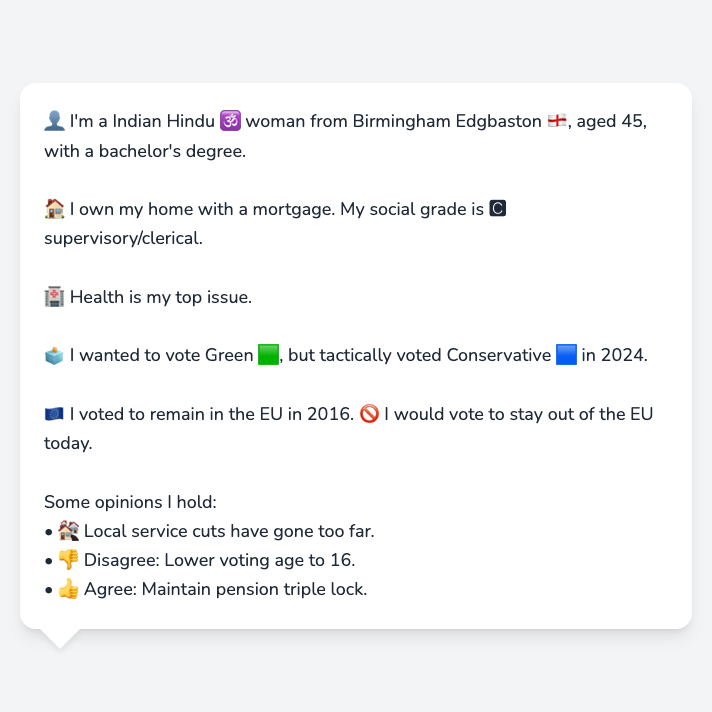 👤 I'm a Indian Hindu 🕉️ woman from Birmingham Edgbaston 🏴󠁧󠁢󠁥󠁮󠁧󠁿, aged 45,
with a bachelor's degree.
🏠 I own my home with a mortgage. My social grade is 🅲
supervisory/clerical.
🏥 Health is my top issue.
🗳️ I wanted to vote Green 🟩, but tactically voted Conservative 🟦 in 2024.
🇪🇺 I voted to remain in the EU in 2016. 🚫 I would vote to stay out of the EU
today.
Some opinions I hold:
• 🏚️ Local service cuts have gone too far.
• 👎 Disagree: Lower voting age to 16.
• 👍 Agree: Maintain pension triple lock.